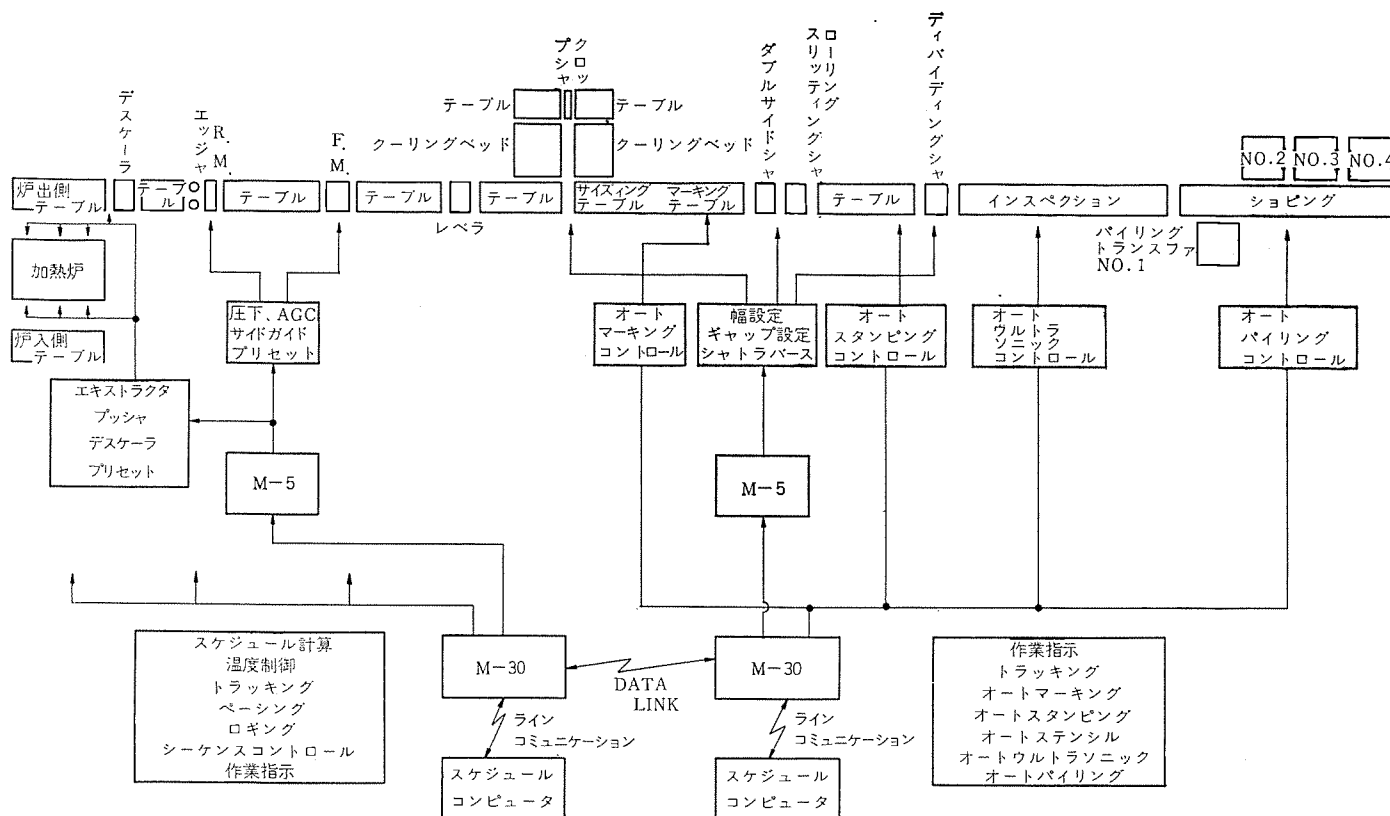 デスケーラ
エッジャ
R. M.
F. M.
クロップシャ
ダブルサイドシャ
ローリング
スリッティングシャ
ディバイディングシャ
テーブル
テーブル
クーリングベッド
クーリングベッド
NO.2
NO.3
NO.4
炉出側
テーブル
テーブ
ル
テーブル
テーブル
テーブル
サイズィング
テーブル
マーキング
テーブル
テーブル
インスペクション
ショピング
レベラ
パイリング
トランスファ
NO.1
加熱炉
炉入側
テーブル
圧下、AGC
サイドガイド
プリセット
オート
マーキング
コントロール
幅設定
ギャップ設定
シャトラバース
オート
スタンピング
コントロール
オート
ウルトラ
ソニック
コントロール
オート
パイリング
コントロール
エキストラクタ
プッシャ
デスケーラ
プリセット
M-5
M-5
スケジュール計算
温度制御
トラッキング
ペーシング
ロギング
シーケンスコントロール
作業指示
M-30
DATA
LINK
M-30
作業指示
トラッキング
オートマーキング
オートスタンピング
オートステンシル
オートウルトラソニック
オートパイリング
ライン
コミュニケーション
ライン
コミュニケーション
スケジュール
コンピュータ
スケジュール
コンピュータ